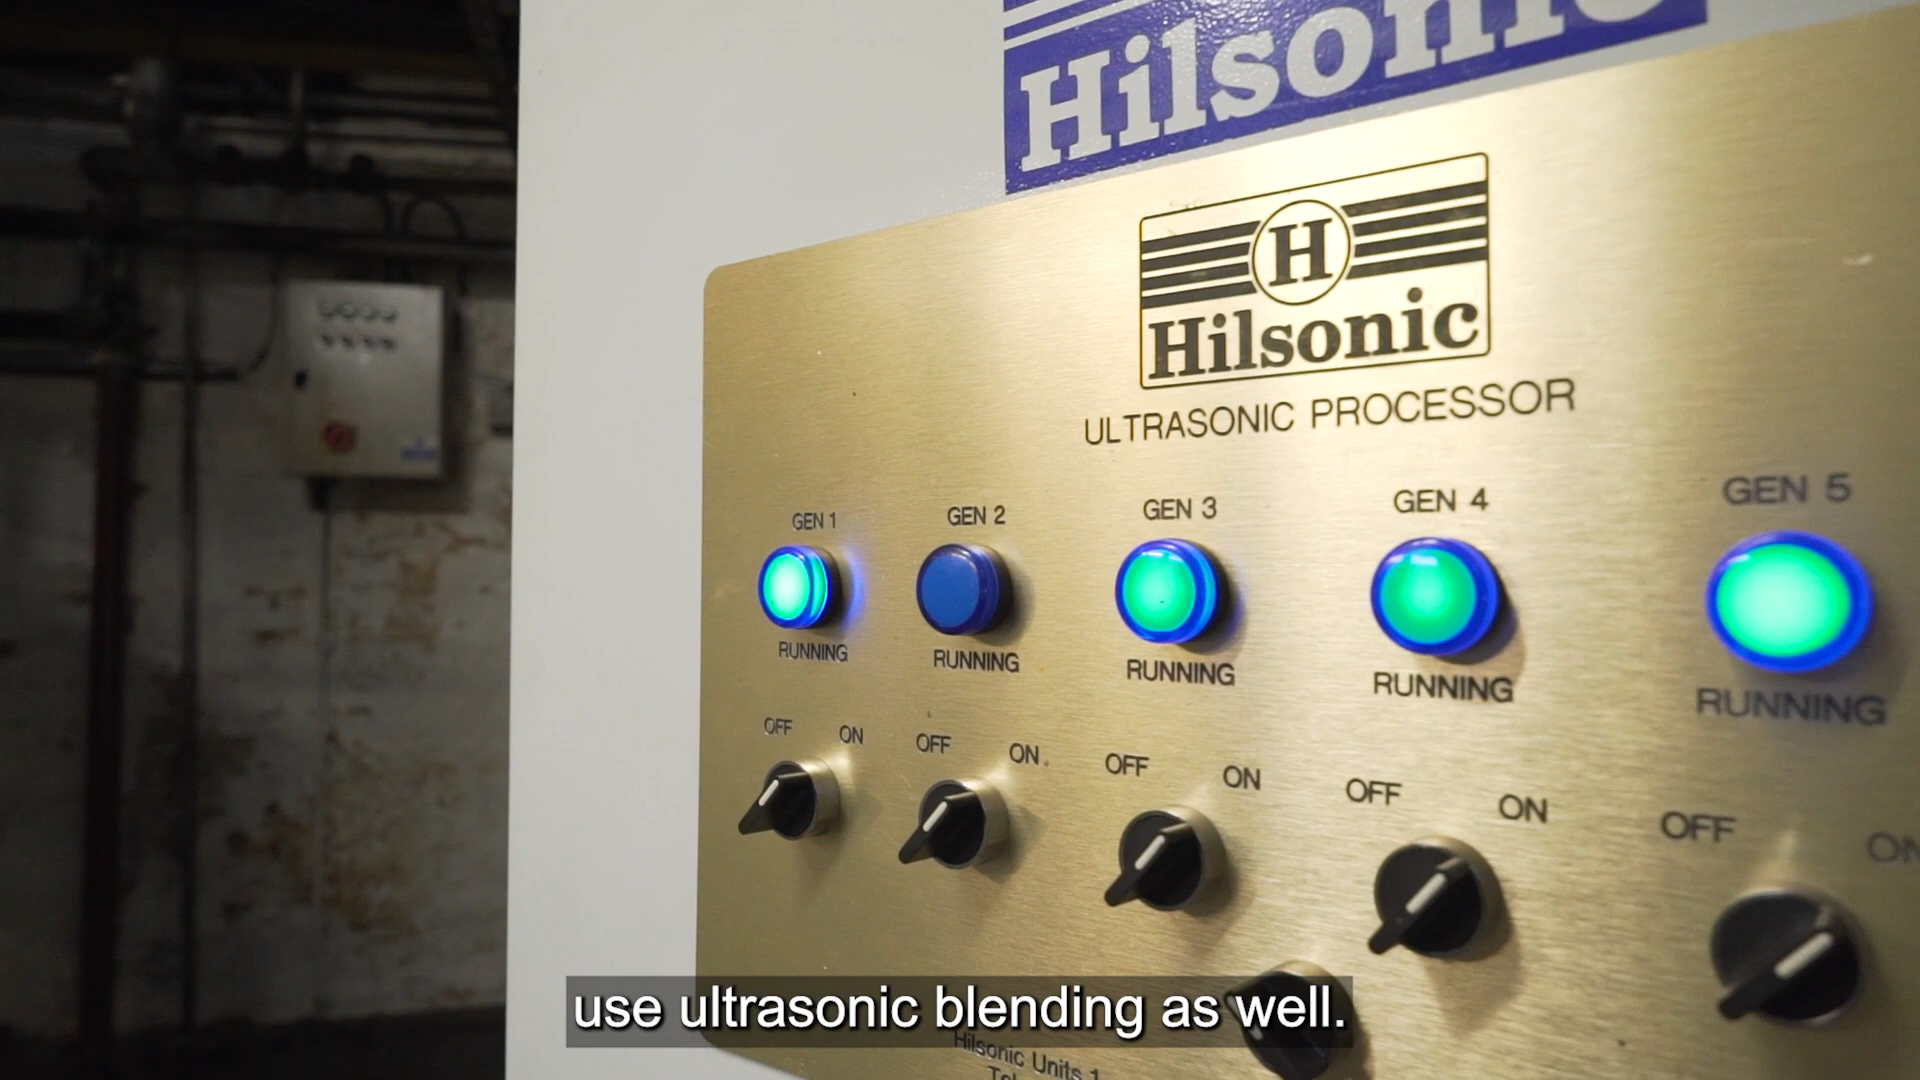 Hilsonic
H
Hilsonic
ULTRASONIC PROCESSOR
GEN 1 GEN 2 GEN 3 GEN 4 GEN 5
RUNNING RUNNING RUNNING RUNNING RUNNING
OFF ON OFF ON OFF ON OFF ON OFF ON
use ultrasonic blending as well.
Hilsonic Units 1